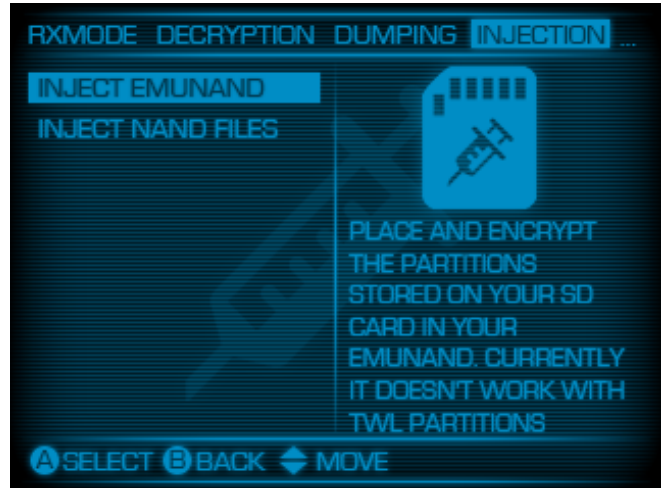 RXMODE DECRYPTION DUMPING INJECTION ...
INJECT EMUNAND
INJECT NAND FILES
PLACE AND ENCRYPT
THE PARTITIONS
STORED ON YOUR SD
CARD IN YOUR
EMUNAND. CURRENTLY
IT DOESN'T WORK WITH
TWL PARTITIONS
A SELECT B BACK MOVE